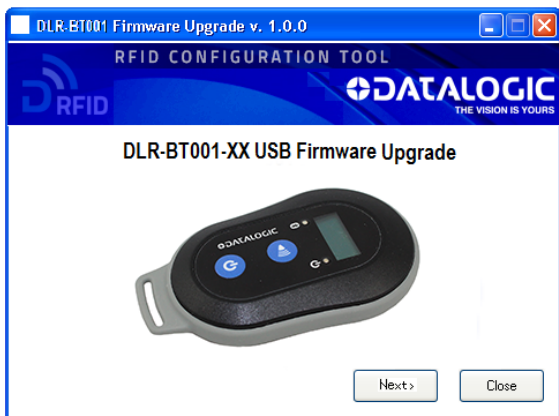 DLR-BT001 Firmware Upgrade v. 1.0.0
RFID CONFIGURATION TOOL
DRFID
DATALOGIC
THE VISION IS YOURS
DLR-BT001-XX USB Firmware Upgrade
DATALOGIC
Next>
Close